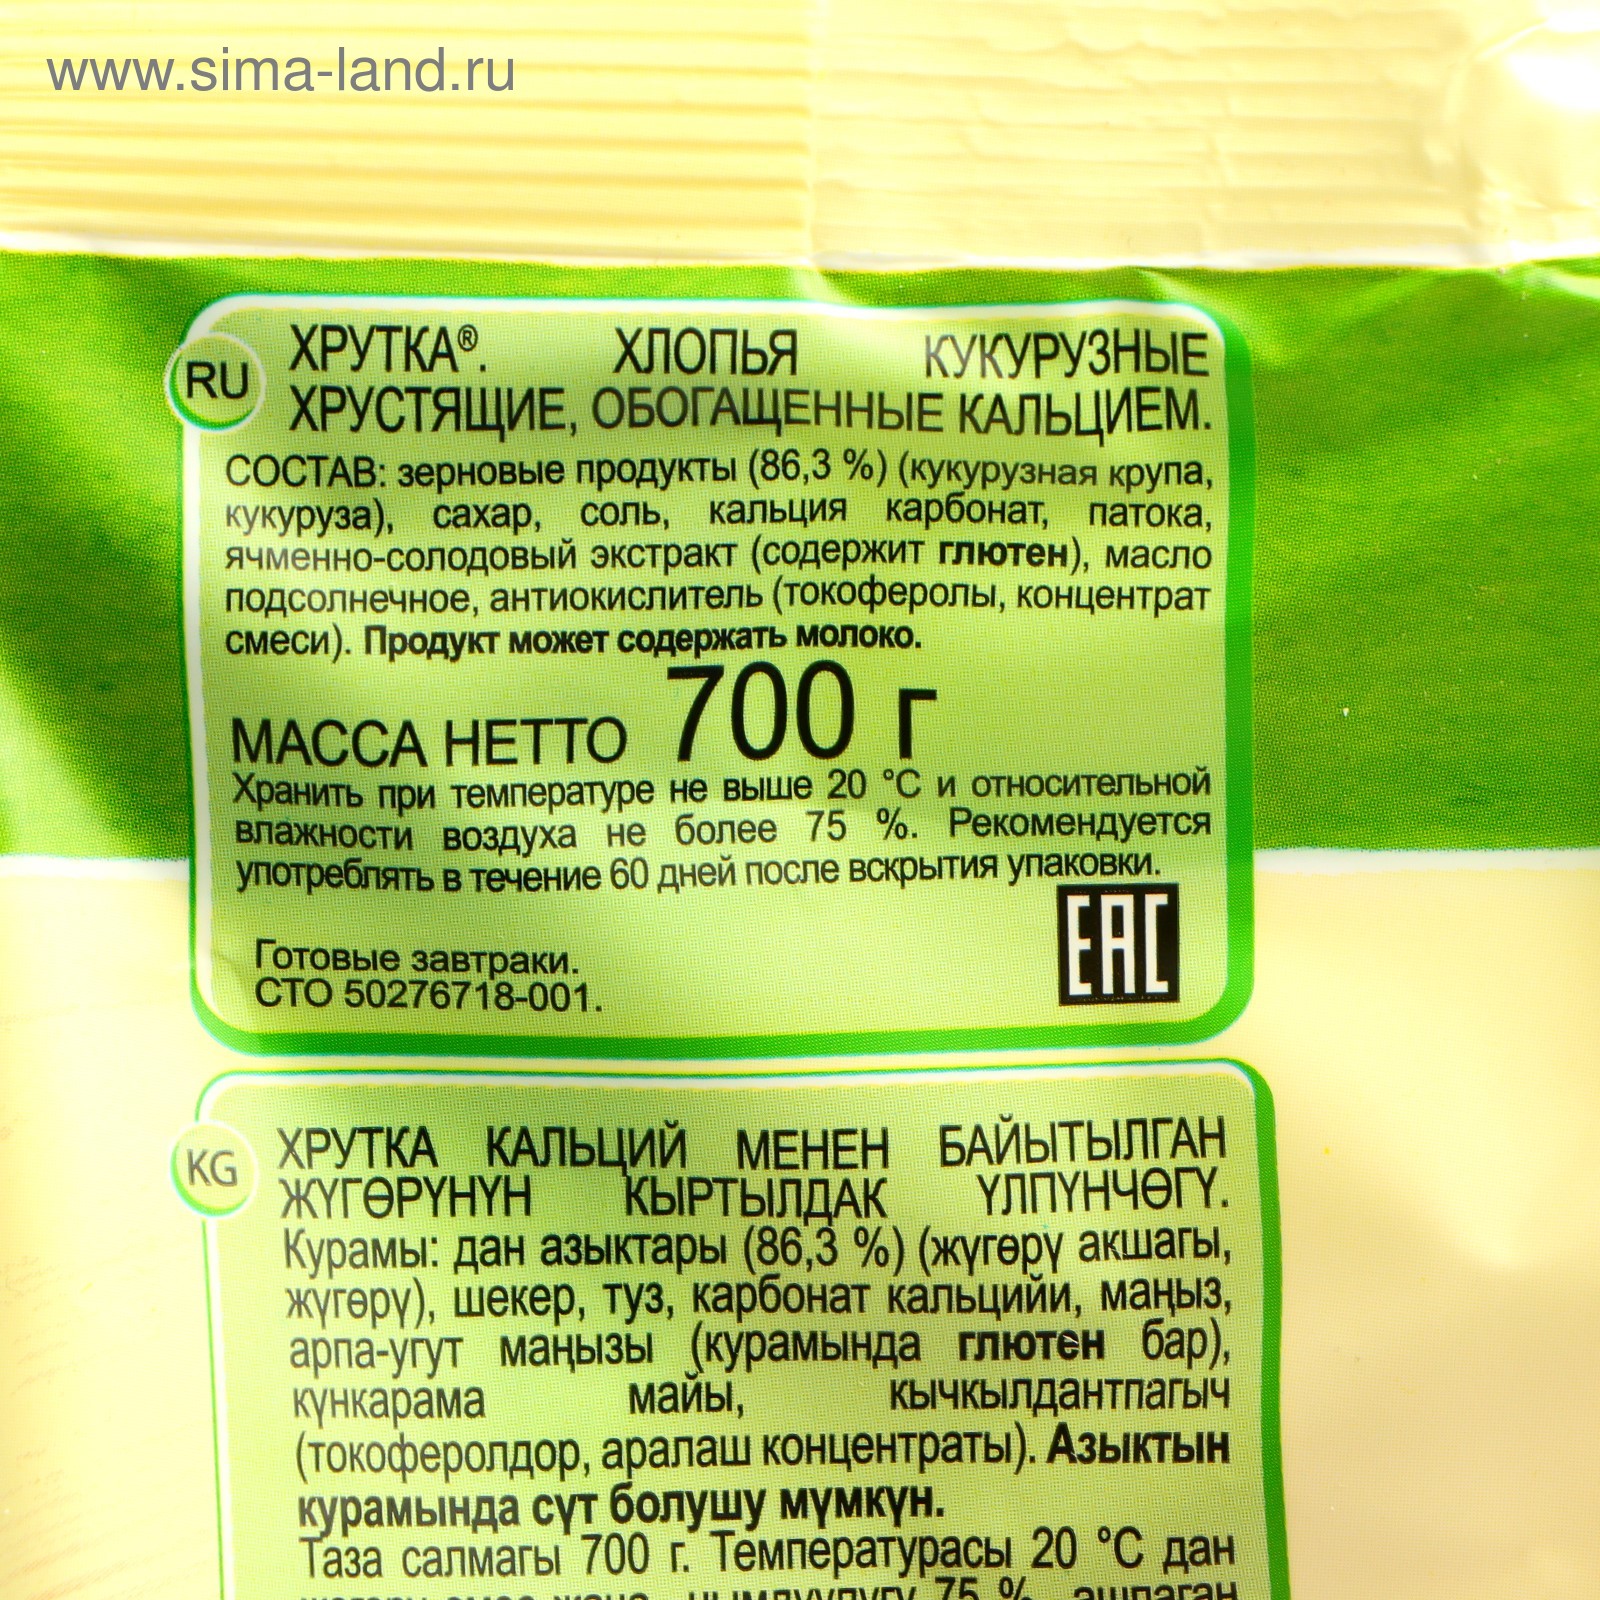 www.sima-land.ru
RU
ХРУТКА®. ХЛОПЬЯ КУКУРУЗНЫЕ
ХРУСТЯЩИЕ, ОБОГАЩЕННЫЕ КАЛЬЦИЕМ.
СОСТАВ: зерновые продукты (86,3 %) (кукурузная крупа,
кукуруза), сахар, соль, кальция карбонат, патока,
ячменно-солодовый экстракт (содержит глютен), масло
подсолнечное, антиокислитель (токоферолы, концентрат
смеси). Продукт может содержать молоко.
МАССА НЕТТО 700 г
Хранить при температуре не выше 20 °С и относительной
влажности воздуха не более 75 %. Рекомендуется
употреблять в течение 60 дней после вскрытия упаковки.
Готовые завтраки.
СТО 50276718-001.
EAC
KG
ХРУТКА КАЛЬЦИЙ МЕНЕН БАЙЫТЫЛГАН
ЖҮГӨРҮНҮН КЫРТЫЛДАК ҮЛПҮНЧӨГҮ.
Курамы: дан азыктары (86,3 %) (жүгөрү акшагы,
жүгөрү), шекер, туз, карбонат кальцийи, маңыз,
арпа-угут маңызы (курамында глютен бар),
күнкарама майы, кычкылдантпагыч
(токоферолдор, аралаш концентраты). Азыктын
курамында сүт болушу мүмкүн.
Таза салмагы 700 г. Температурасы 20 °С дан
75 %